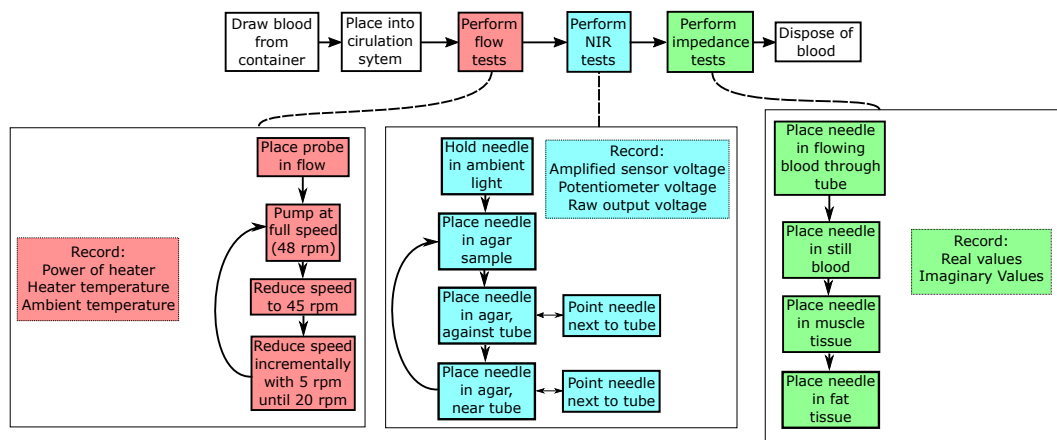 Draw blood
from
container
Place into
cirulation
sytem
Perform
flow
tests
Perform
NIR
tests
Perform
impedance
tests
Dispose of
blood
Record:
Power of heater
Heater temperature
Ambient temperature
Place probe
in flow
Pump at
full speed
(48 rpm)
Reduce speed
to 45 rpm
Reduce speed
incrementally
with 5 rpm
until 20 rpm
Hold needle
in ambient
light
Record:
Amplified sensor voltage
Potentiometer voltage
Raw output voltage
Place needle
in agar
sample
Place needle
in agar,
against tube
Point needle
next to tube
Place needle
in agar,
near tube
Point needle
next to tube
Place needle
in flowing
blood through
tube
Place needle
in still
blood
Record:
Real values
Imaginary Values
Place needle
in muscle
tissue
Place needle
in fat
tissue